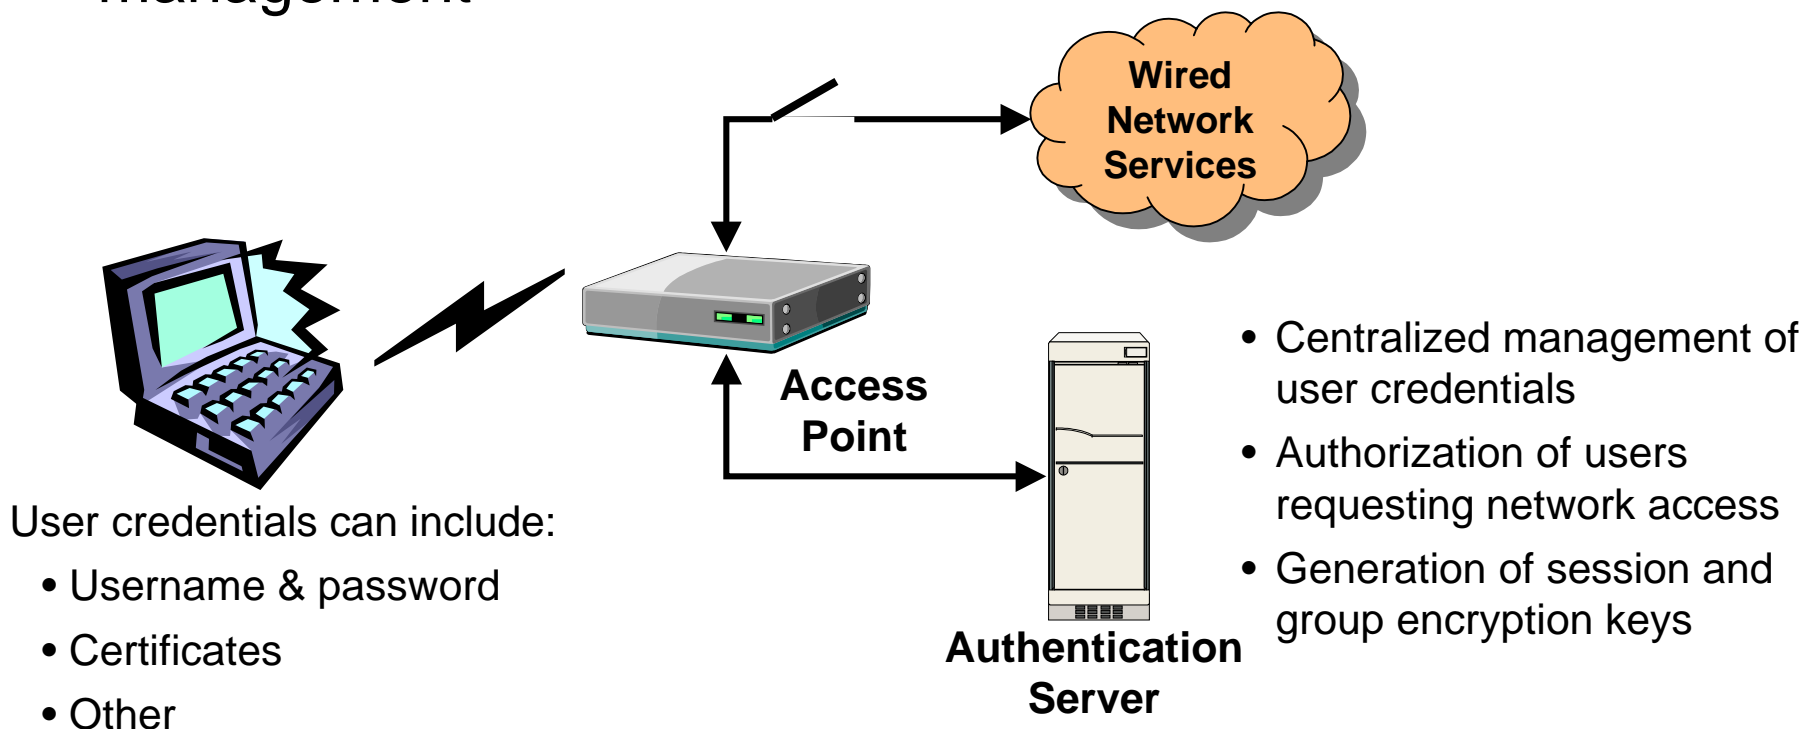 management
Wired
Network
Services
Access
Point
• Centralized management of
user credentials
• Authorization of users
requesting network access
• Generation of session and
group encryption keys
User credentials can include:
• Username & password
• Certificates
• Other
Authentication
Server